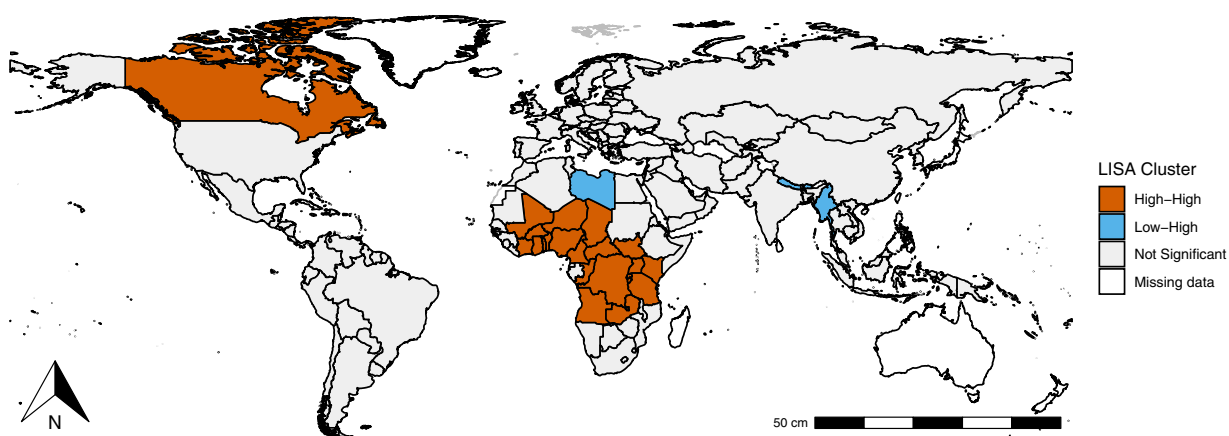 LISA Cluster
High−High
Low−High
Not Significant
Missing data
N
50 cm